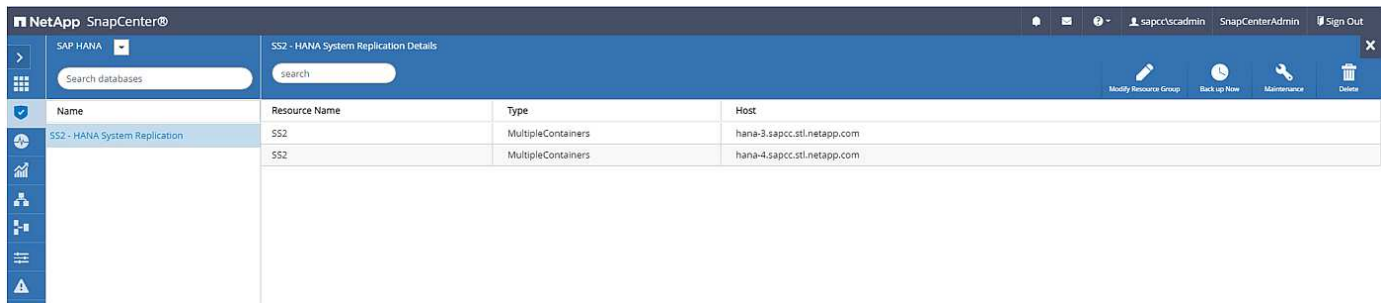 NetApp SnapCenter®
sapcc\scadmin SnapCenterAdmin Sign Out
SAP HANA
SS2 - HANA System Replication Details
Search databases
search
Modify Resource Group Back up Now Maintenance Delete
Name
Resource Name Type Host
SS2 - HANA System Replication
SS2 MultipleContainers hana-3.sapcc.stl.netapp.com
SS2 MultipleContainers hana-4.sapcc.stl.netapp.com